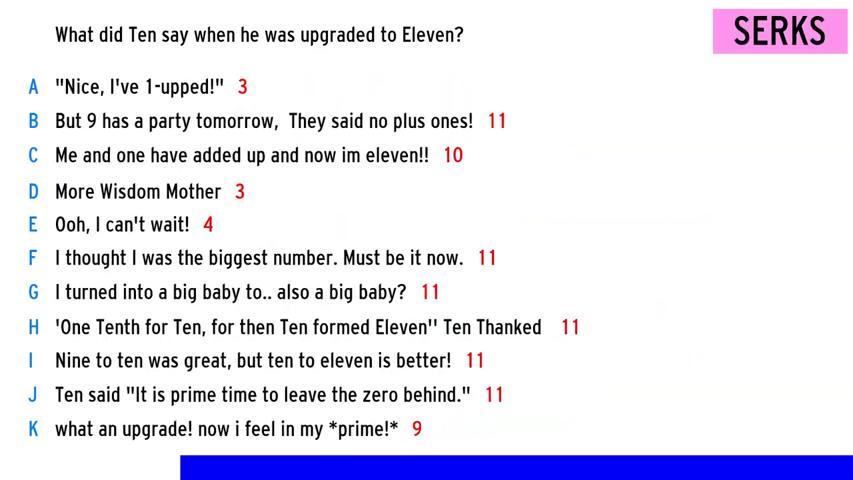 What did Ten say when he was upgraded to Eleven?
SERKS
A "Nice, I've 1-upped!" 3
B But 9 has a party tomorrow, They said no plus ones! 11
C Me and one have added up and now im eleven!! 10
D More Wisdom Mother 3
E Ooh, I can't wait! 4
F I thought I was the biggest number. Must be it now. 11
G I turned into a big baby to.. also a big baby? 11
H 'One Tenth for Ten, for then Ten formed Eleven'' Ten Thanked 11
I Nine to ten was great, but ten to eleven is better! 11
J Ten said "It is prime time to leave the zero behind." 11
K what an upgrade! now i feel in my *prime!* 9